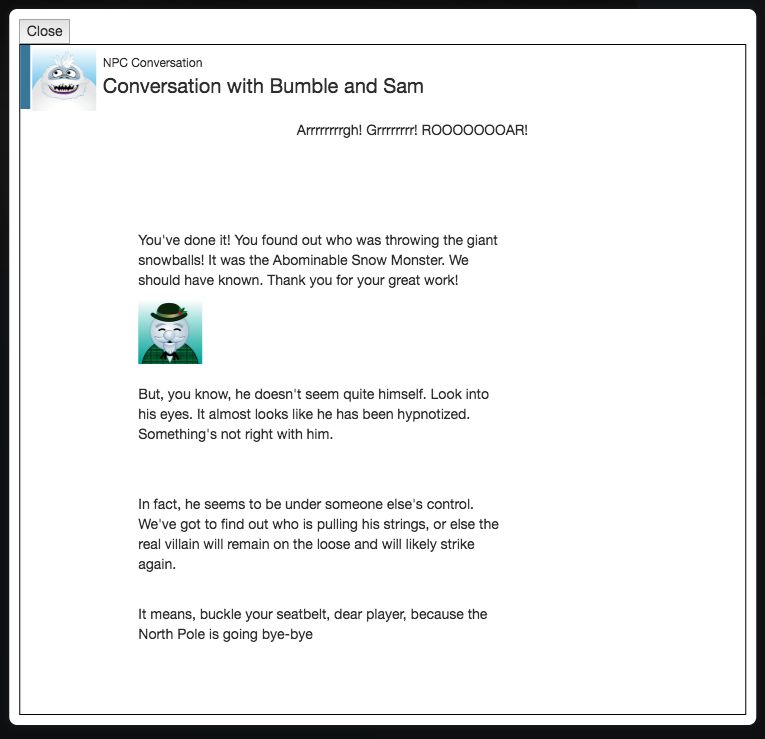 Close
NPC Conversation
Conversation with Bumble and Sam
Arrrrrrrgh! Grrrrrrrr! ROOOOOOOAR!
You've done it! You found out who was throwing the giant
snowballs! It was the Abominable Snow Monster. We
should have known. Thank you for your great work!
But, you know, he doesn't seem quite himself. Look into
his eyes. It almost looks like he has been hypnotized.
Something's not right with him.
In fact, he seems to be under someone else's control.
We've got to find out who is pulling his strings, or else the
real villain will remain on the loose and will likely strike
again.
It means, buckle your seatbelt, dear player, because the
North Pole is going bye-bye